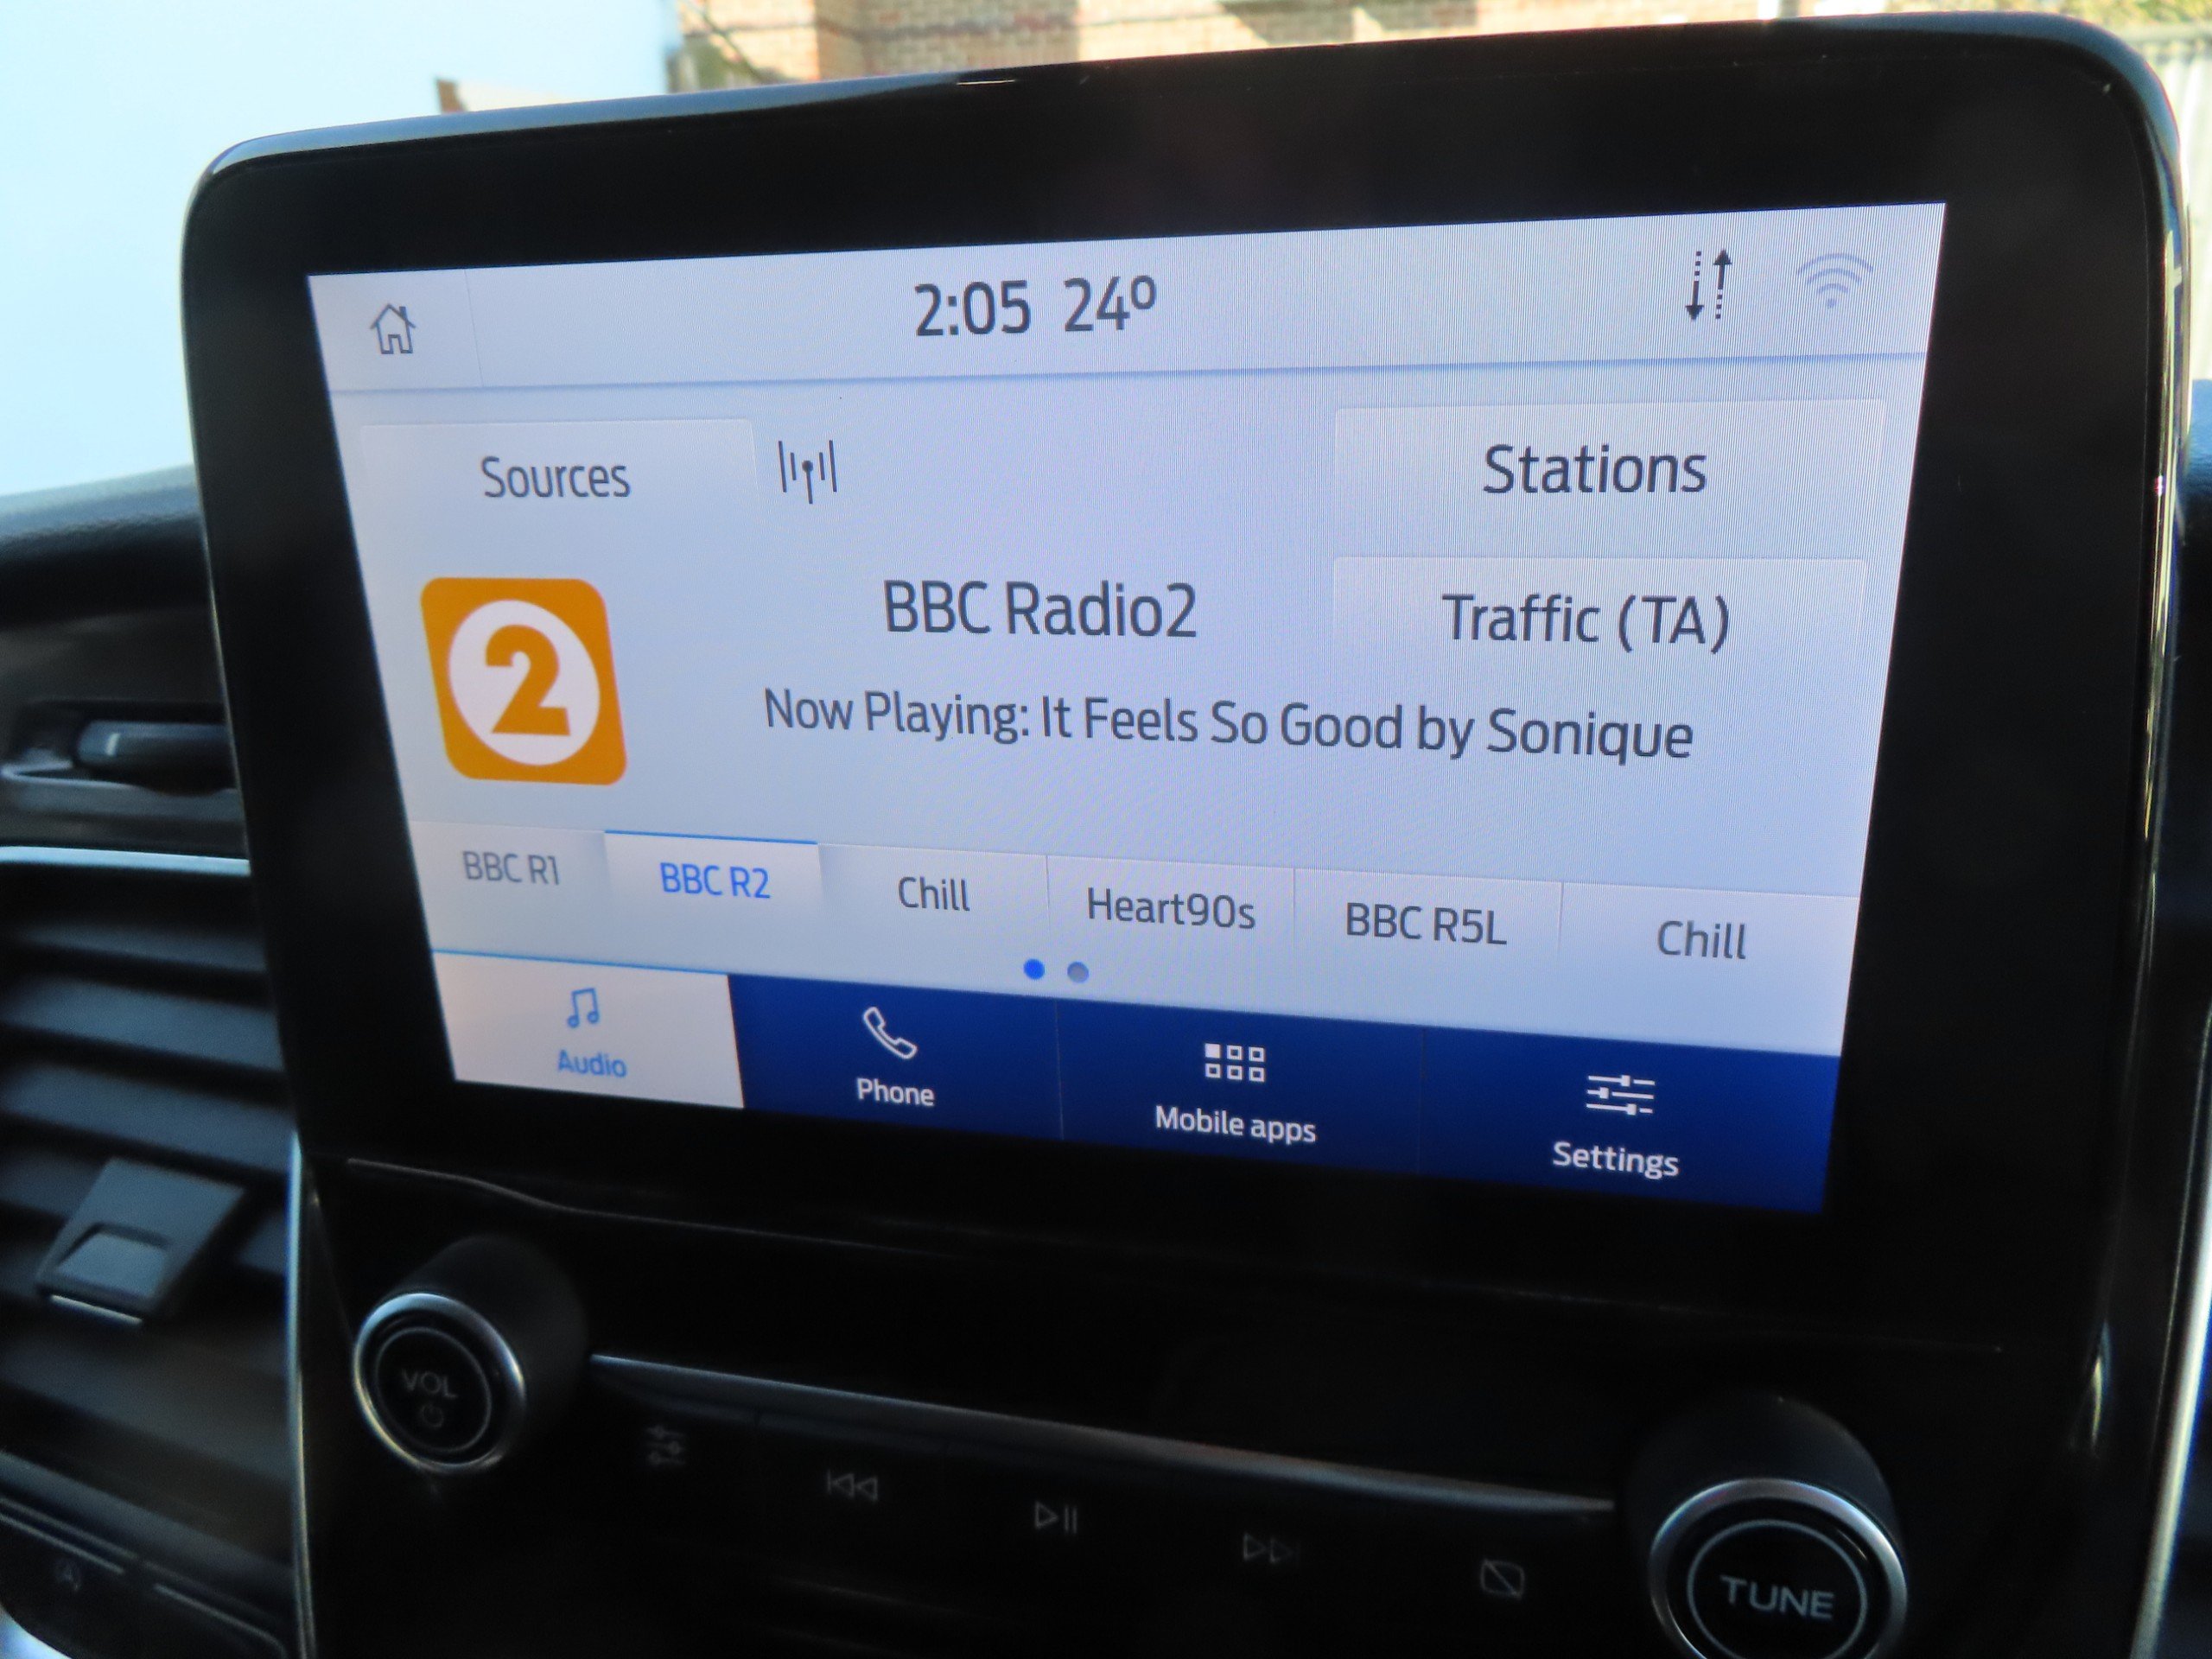 2:05 24º
Sources
Stations
2
BBC Radio2
Traffic (TA)
Now Playing: It Feels So Good by Sonique
BBC R1
BBC R2
Chill
Heart90s
BBC R5L
Chill
Audio
Phone
Mobile apps
Settings
VOL
TUNE